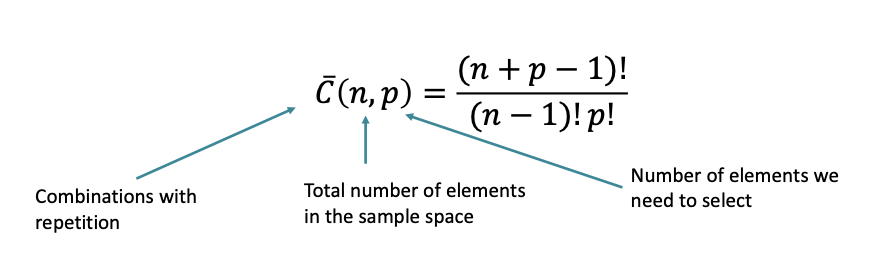 C̄(n, p) = (n + p − 1)! / (n − 1)! p!
Combinations with
repetition
Total number of elements
in the sample space
Number of elements we
need to select